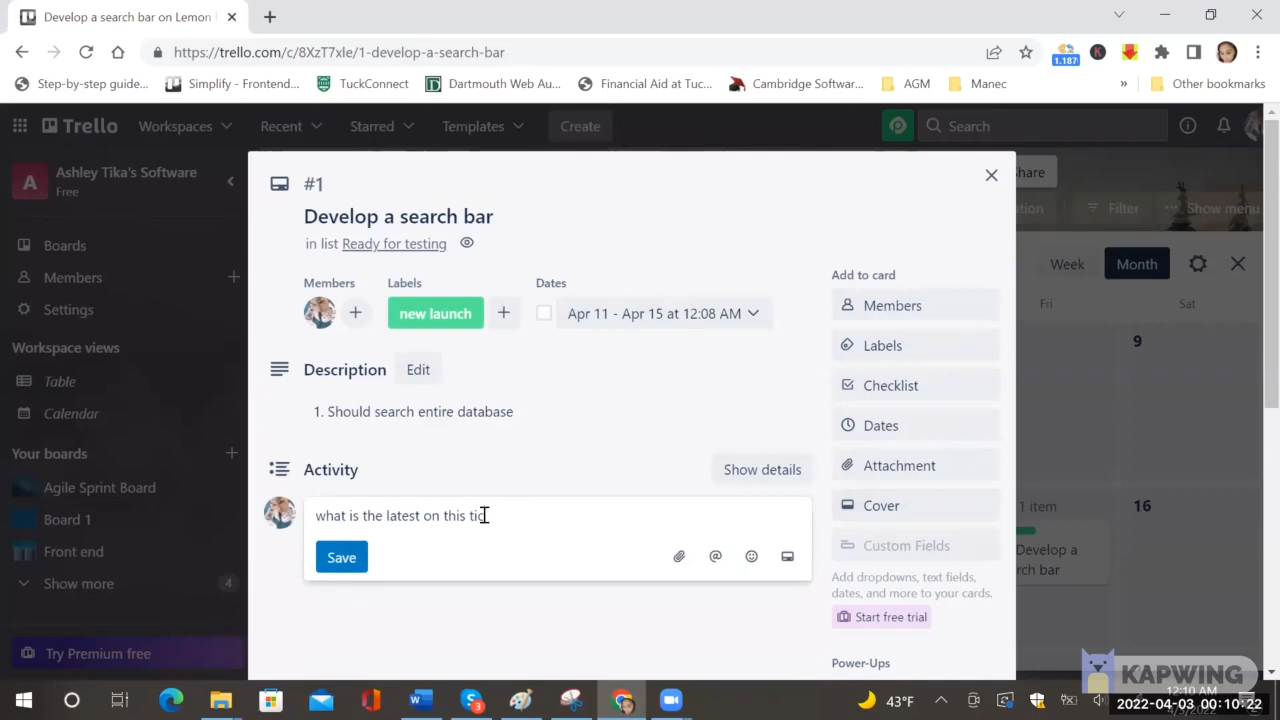 Develop a search bar on Lemon
https://trello.com/c/8XzT7xle/1-develop-a-search-bar
1.187
K
Step-by-step guide...
Simplify - Frontend...
TuckConnect
Dartmouth Web Au...
Financial Aid at Tuc...
Cambridge Softwar...
AGM
Manec
»
Other bookmarks
Trello
Workspaces
Recent
Starred
Templates
Create
Search
A
Ashley Tika's Software
Free
Boards
Members
Settings
Workspace views
Table
Calendar
Your boards
Agile Sprint Board
Board 1
Front end
Show more
4
Try Premium free
#1
Develop a search bar
in list Ready for testing
Members
Labels
Dates
new launch
Apr 11 - Apr 15 at 12:08 AM
Description
Edit
1. Should search entire database
Activity
Show details
what is the latest on this tic
Save
Add to card
Members
Labels
Checklist
Dates
Attachment
Cover
Custom Fields
Add dropdowns, text fields,
dates, and more to your cards.
Start free trial
Power-Ups
hare
Filter
Show menu
Week
Month
Fri
Sat
9
1 item
16
Develop a
rch bar
KAPWING
43°F
12:10 AM
2022-04-03 00:10:22